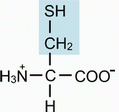 SH
CH₂
H₃N⁺ COO⁻
H